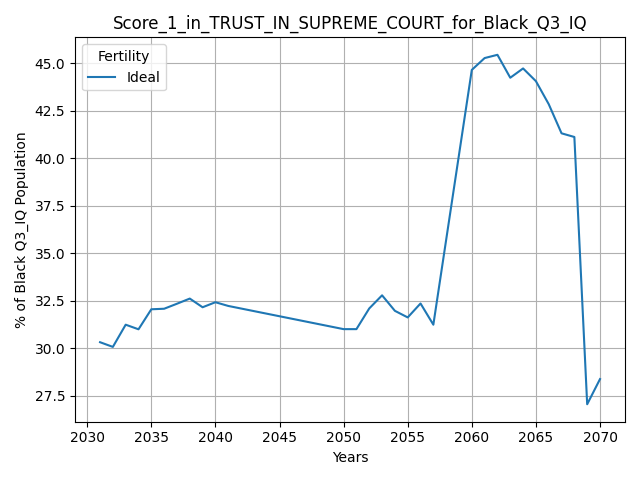 Score_1_in_TRUST_IN_SUPREME_COURT_for_Black_Q3_IQ
Fertility
Ideal
% of Black Q3_IQ Population
45.0
42.5
40.0
37.5
35.0
32.5
30.0
27.5
2030 2035 2040 2045 2050 2055 2060 2065 2070
Years